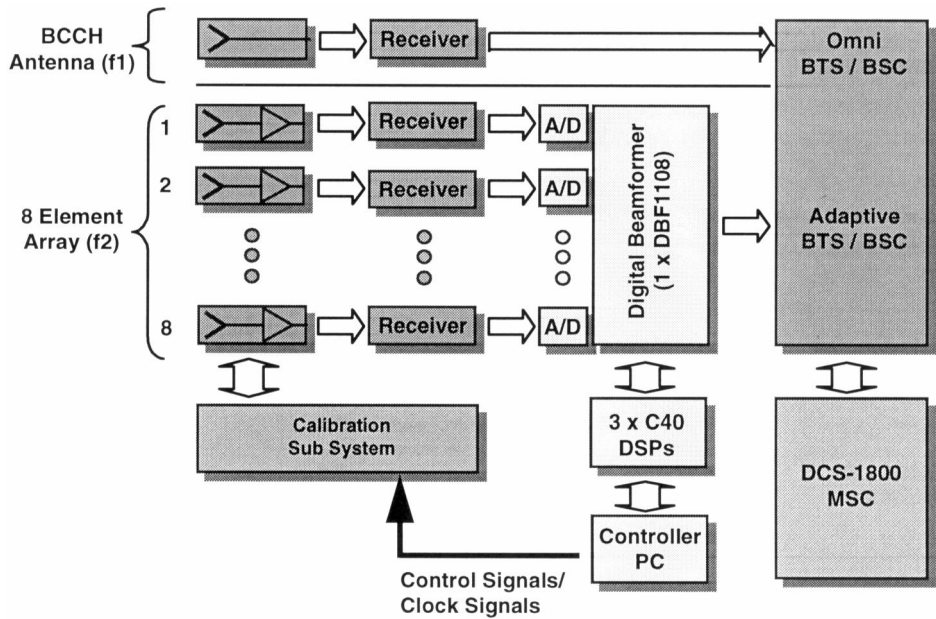 BCCH
Antenna (f1)
Receiver
Omni
BTS / BSC
8 Element
Array (f2)
1
Receiver
A/D
2
Receiver
A/D
8
Receiver
A/D
Digital Beamformer
(1 x DBF1108)
Adaptive
BTS / BSC
Calibration
Sub System
3 x C40
DSPs
DCS-1800
MSC
Controller
PC
Control Signals/
Clock Signals